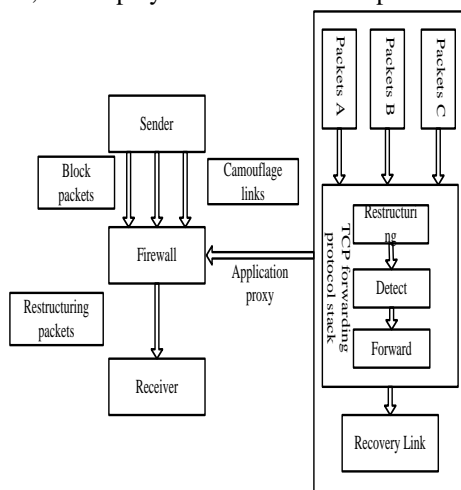 Packets A
Packets B
Packets C
Sender
Block
packets
Camouflage
links
Firewall
Application
proxy
Restructuring
packets
Receiver
TCP forwarding
protocol stack
Restructuri
ng
Detect
Forward
Recovery Link